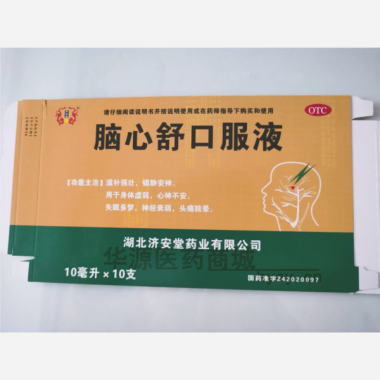 请仔细阅读说明书并按说明使用或在药师指导下购买和使用
OTC
脑心舒口服液
【功能主治】滋补强壮、镇静安神。
用于身体虚弱、心神不安、
失眠多梦、神经衰弱、头痛眩晕。
湖北济安堂药业有限公司
华源医药商城
10毫升×10支
国药准字Z42020097